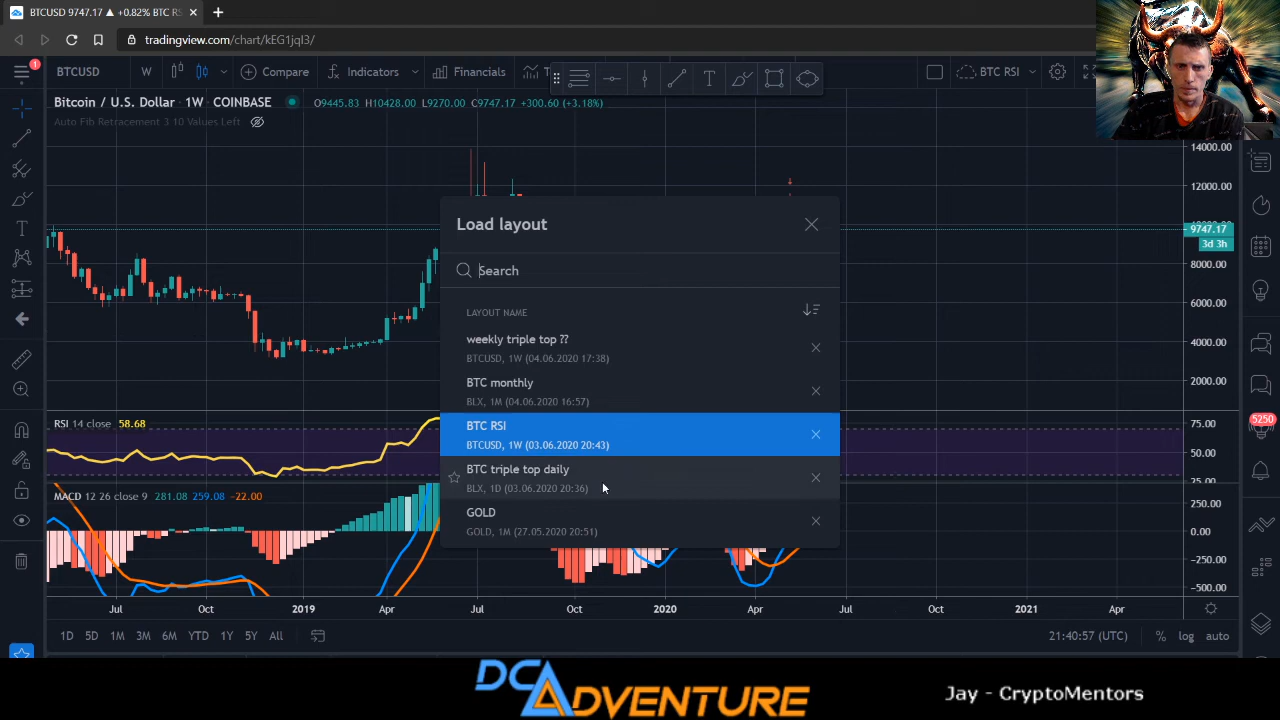 BTCUSD 9747.17 ▲ +0.82% BTC RSI
tradingview.com/chart/kEG1jqI3/
1
BTCUSD
W
Compare
Indicators
Financials
BTC RSI
Bitcoin / U.S. Dollar · 1W · COINBASE
O9445.83 H10428.00 L9270.00 C9747.17 +300.60 (+3.18%)
Auto Fib Retracement 3 10 Values Left
14000.00
12000.00
9747.17
3d 3h
8000.00
6000.00
4000.00
2000.00
Load layout
Search
LAYOUT NAME
weekly triple top ??
BTCUSD, 1W (04.06.2020 17:38)
BTC monthly
BLX, 1M (04.06.2020 16:57)
BTC RSI
BTCUSD, 1W (03.06.2020 20:43)
BTC triple top daily
BLX, 1D (03.06.2020 20:36)
GOLD
GOLD, 1M (27.05.2020 20:51)
RSI 14 close 58.68
75.00
50.00
25.00
5250
MACD 12 26 close 9 281.08 259.08 −22.00
250.00
0.00
−250.00
−500.00
Jul Oct 2019 Apr Jul Oct 2020 Apr Jul Oct 2021 Apr
1D 5D 1M 3M 6M YTD 1Y 5Y All
21:40:57 (UTC) % log auto
DCADVENTURE
Jay - CryptoMentors